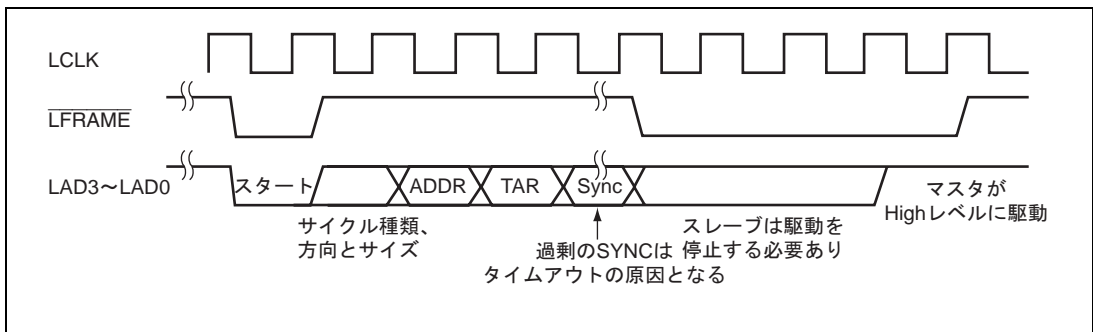 LCLK
LFRAME
LAD3～LAD0
スタート
ADDR
TAR
Sync
マスタが
Highレベルに駆動
サイクル種類、
方向とサイズ
スレーブは駆動を
停止する必要あり
過剰のSYNCは
タイムアウトの原因となる